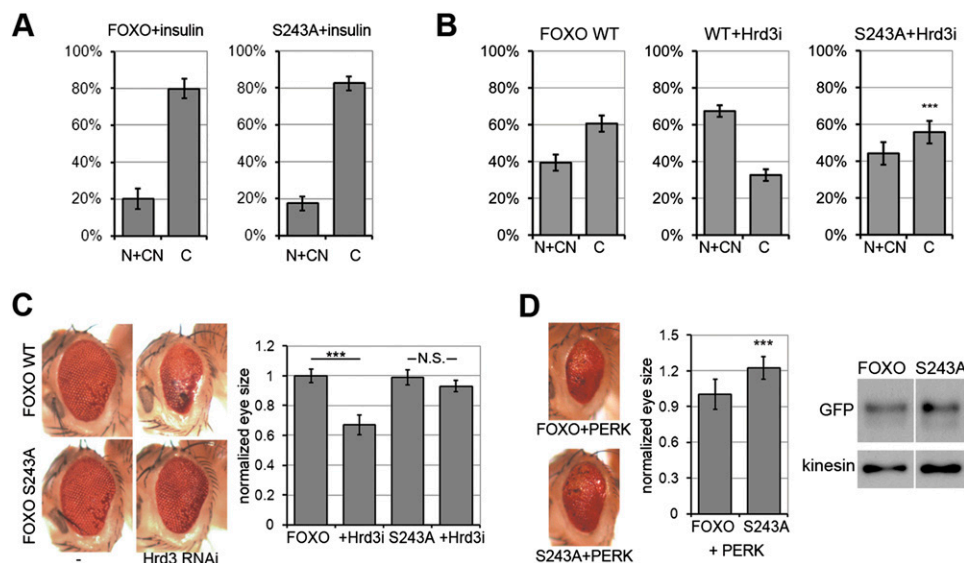 A
FOXO+insulin
100%
80%
60%
40%
20%
0%
N+CN C
S243A+insulin
100%
80%
60%
40%
20%
0%
N+CN C
B
FOXO WT
100%
80%
60%
40%
20%
0%
N+CN C
WT+Hrd3i
100%
80%
60%
40%
20%
0%
N+CN C
S243A+Hrd3i
100%
80%
60%
40%
20%
0%
***
N+CN C
C
FOXO WT
FOXO S243A
- Hrd3 RNAi
normalized eye size
1.2
1
0.8
0.6
0.4
0.2
0
***
N.S.
FOXO +Hrd3i S243A +Hrd3i
D
FOXO+PERK
S243A+PERK
normalized eye size
1.5
1.2
0.9
0.6
0.3
0
***
FOXO S243A
+ PERK
FOXO S243A
GFP
kinesin